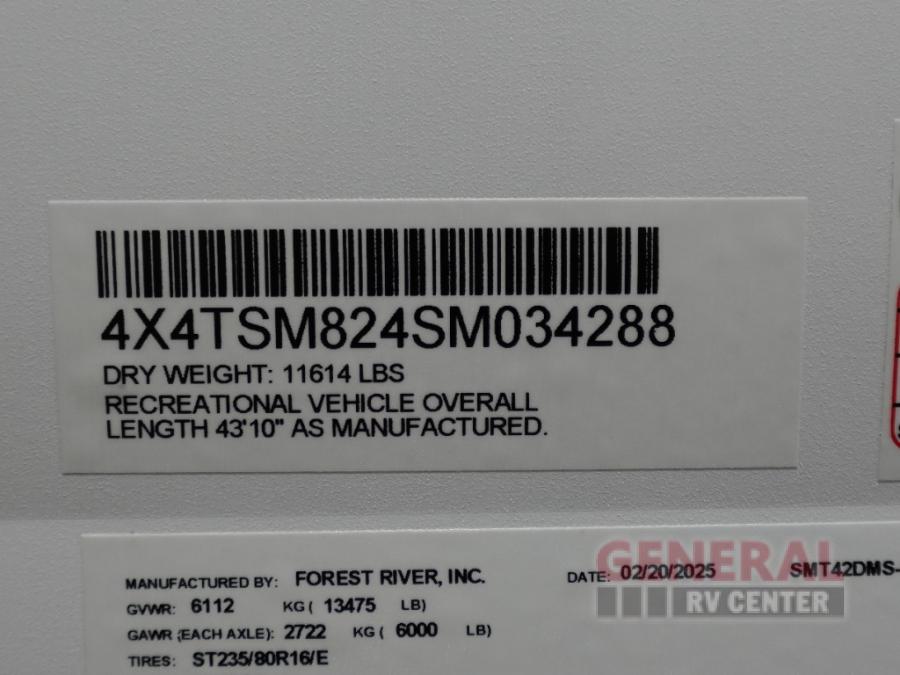 4X4TSM824SM034288
DRY WEIGHT: 11614 LBS
RECREATIONAL VEHICLE OVERALL
LENGTH 43'10" AS MANUFACTURED.
MANUFACTURED BY: FOREST RIVER, INC. DATE: 02/20/2025 SMT42DMS-
GVWR: 6112 KG( 13475 LB)
GAWR (EACH AXLE): 2722 KG( 6000 LB)
TIRES: ST235/80R16/E
GENERAL
RV CENTER